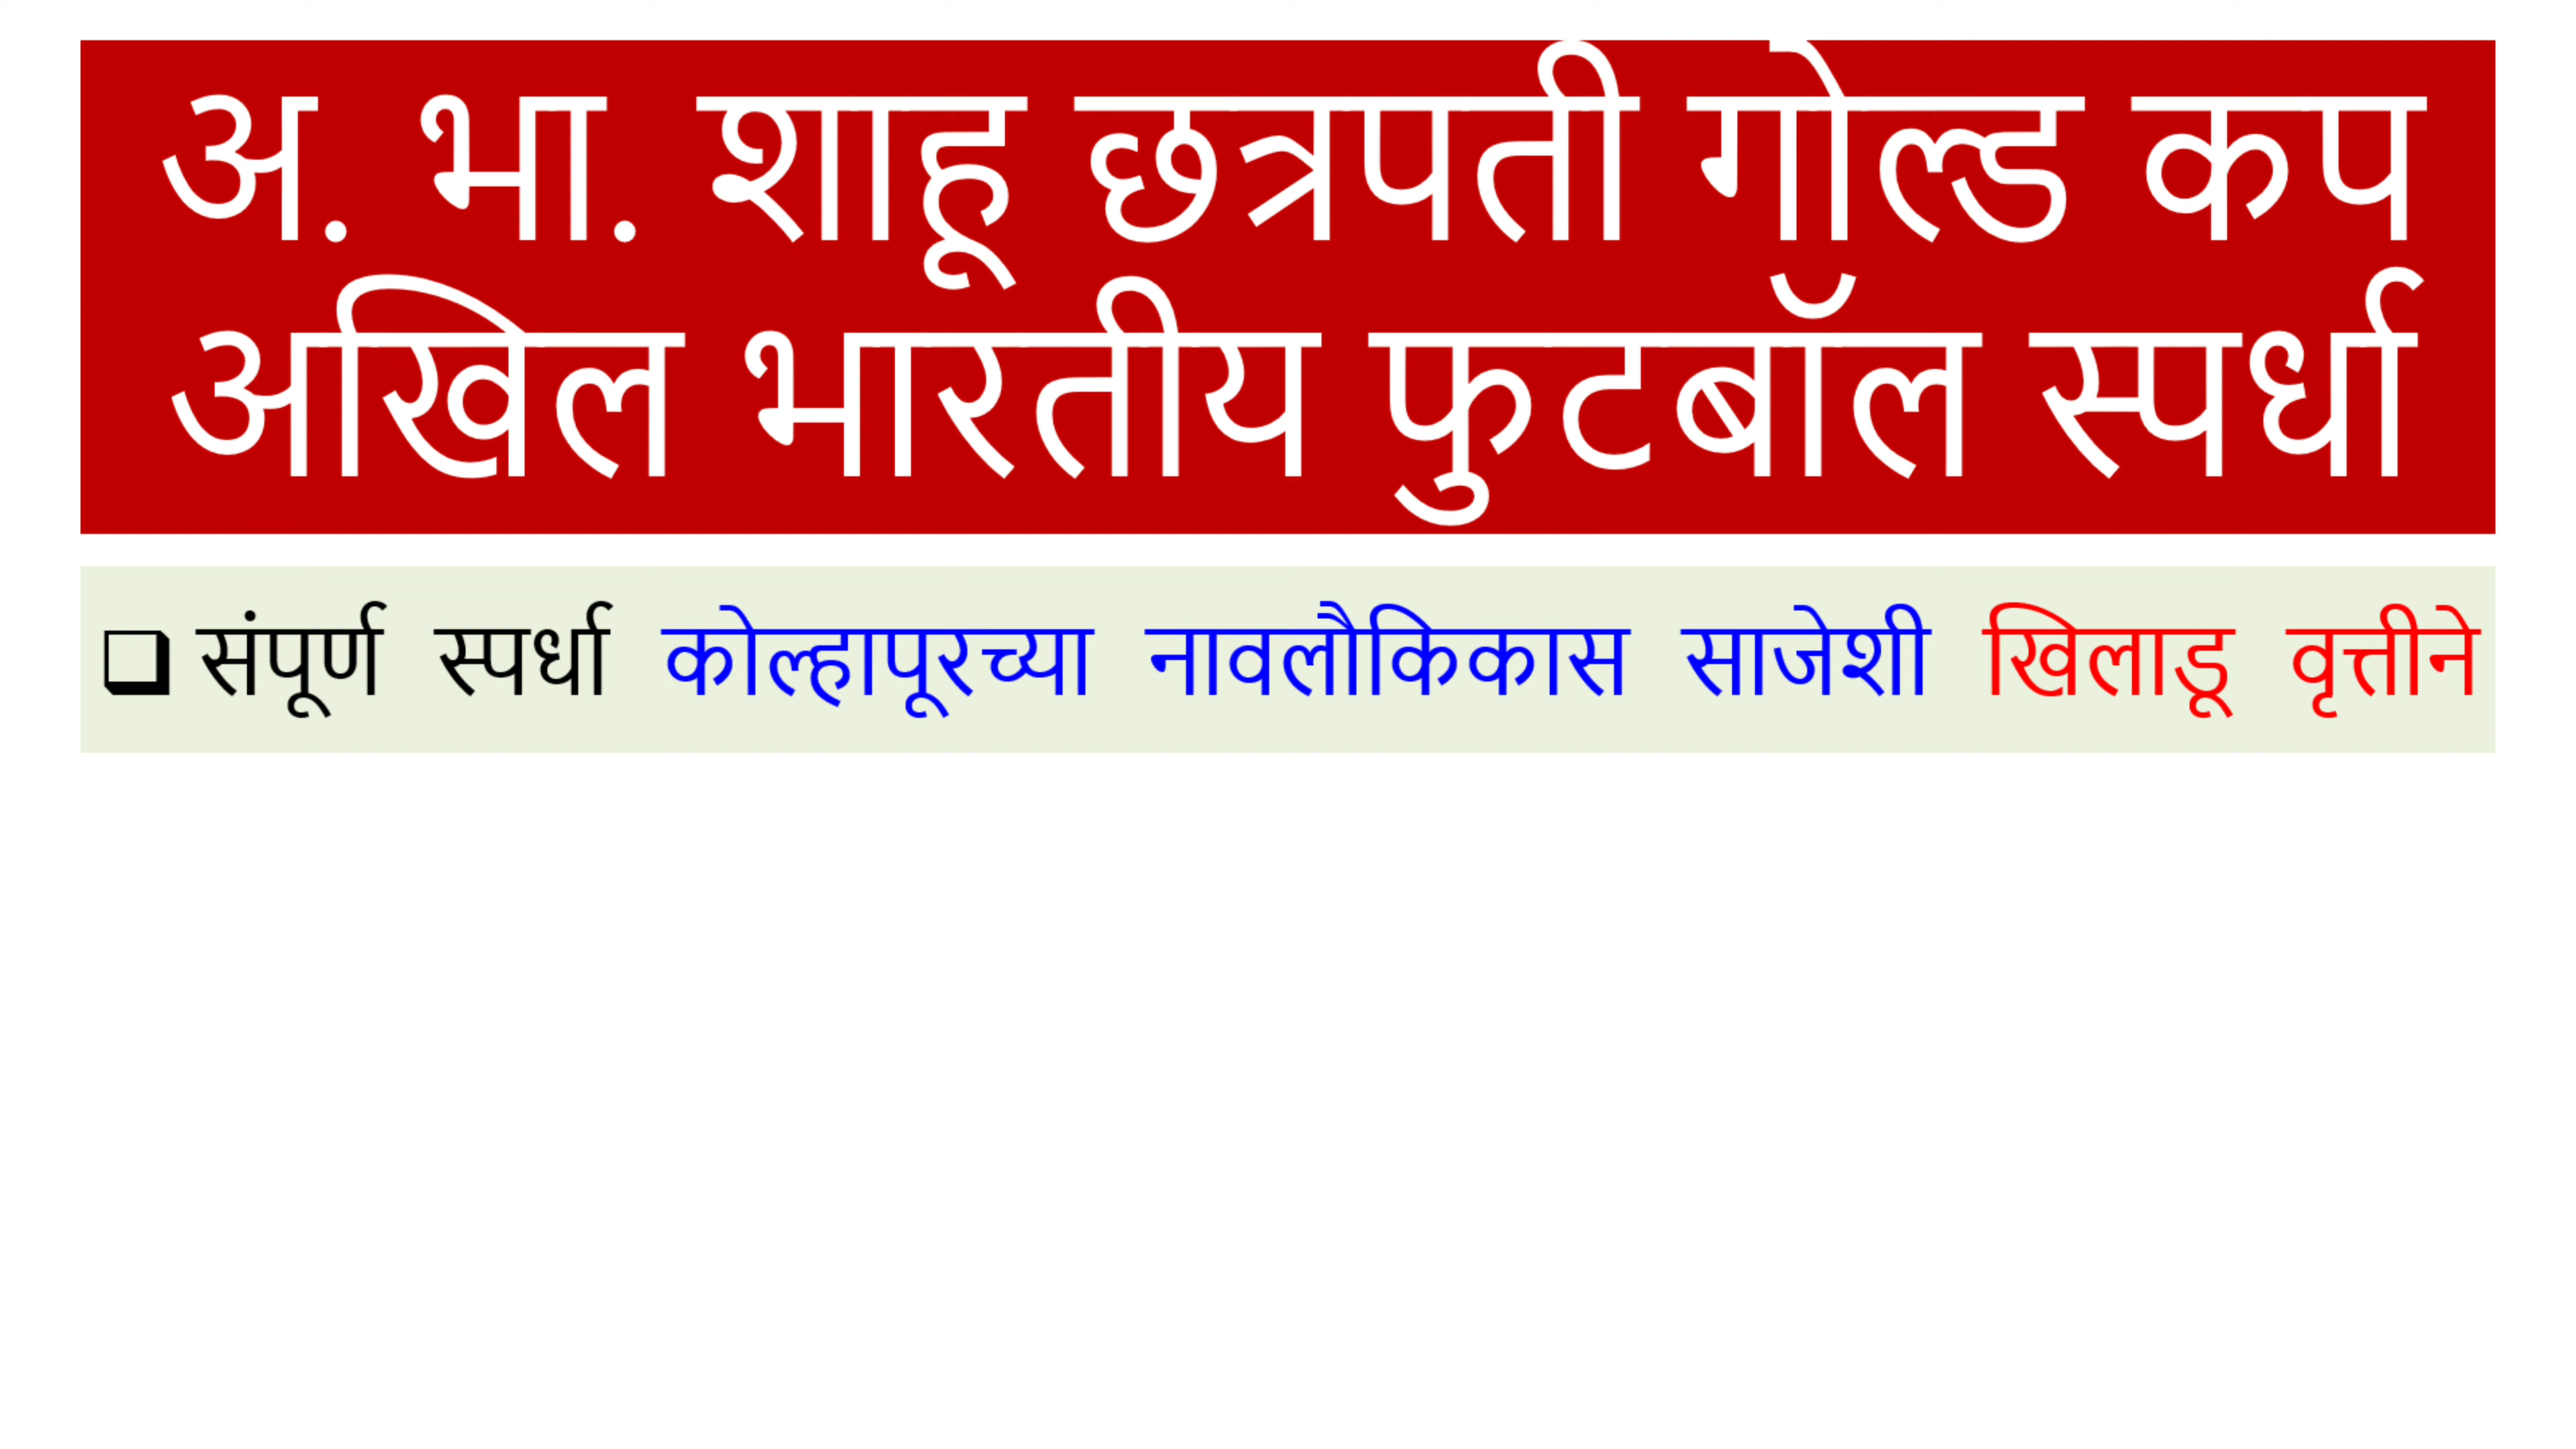 अ. भा. शाहू छत्रपती गोल्ड कप
अखिल भारतीय फुटबॉल स्पर्धा
❑ संपूर्ण स्पर्धा कोल्हापूरच्या नावलौकिकास साजेशी खिलाडू वृत्तीने